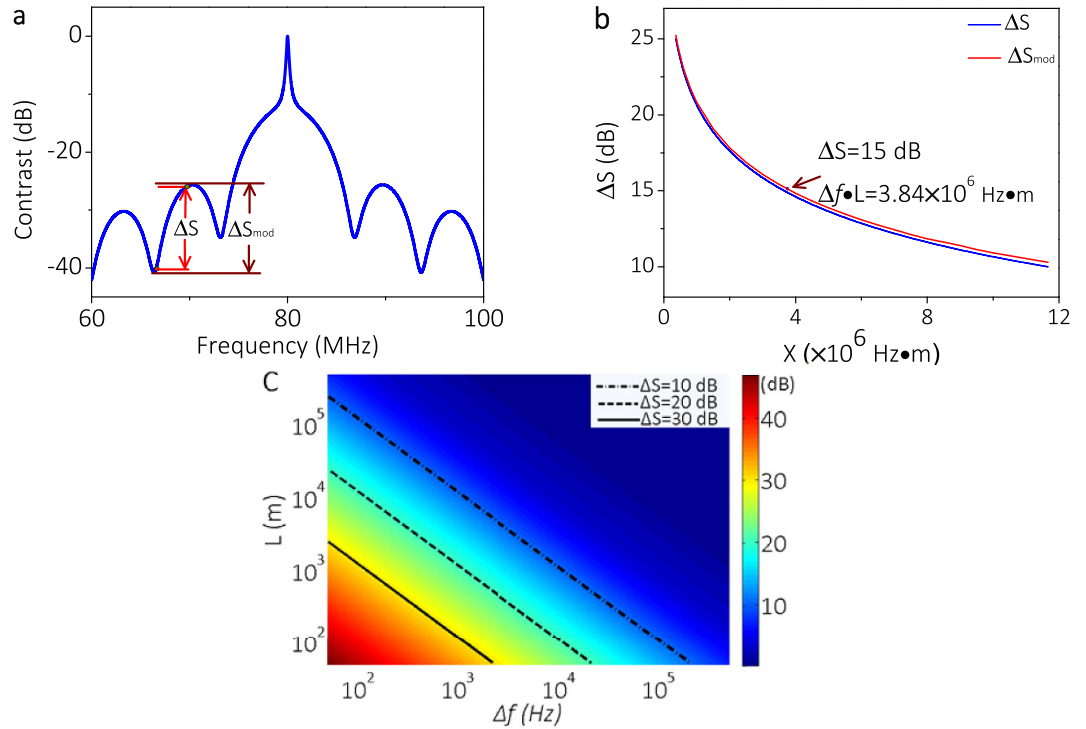 a
Contrast (dB)
0
-20
-40
ΔS
ΔSmod
60
80
100
Frequency (MHz)
b
ΔS (dB)
25
20
15
10
ΔS
ΔSmod
ΔS=15 dB
Δf•L=3.84×10^6 Hz•m
0
4
8
12
X (×10^6 Hz•m)
C
L (m)
10^5
10^4
10^3
10^2
ΔS=10 dB
ΔS=20 dB
ΔS=30 dB
10^2
10^3
10^4
10^5
Δf (Hz)
(dB)
40
30
20
10